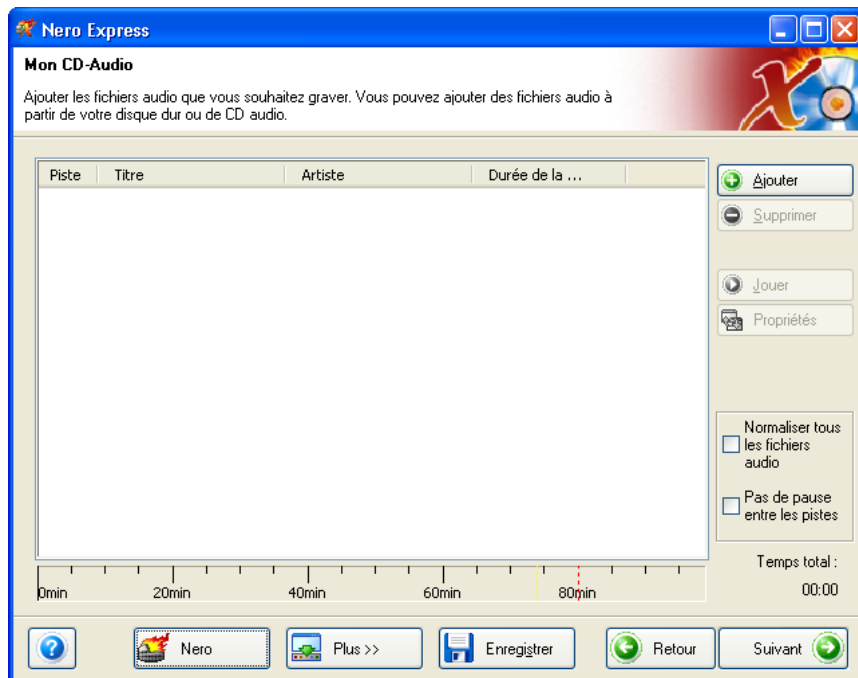 Nero Express
Mon CD-Audio
Ajouter les fichiers audio que vous souhaitez graver. Vous pouvez ajouter des fichiers audio à
partir de votre disque dur ou de CD audio.
Piste Titre Artiste Durée de la ...
Ajouter
Supprimer
Jouer
Propriétés
Normaliser tous
les fichiers
audio
Pas de pause
entre les pistes
0min 20min 40min 60min 80min
Temps total :
00:00
Nero Plus >> Enregistrer Retour Suivant